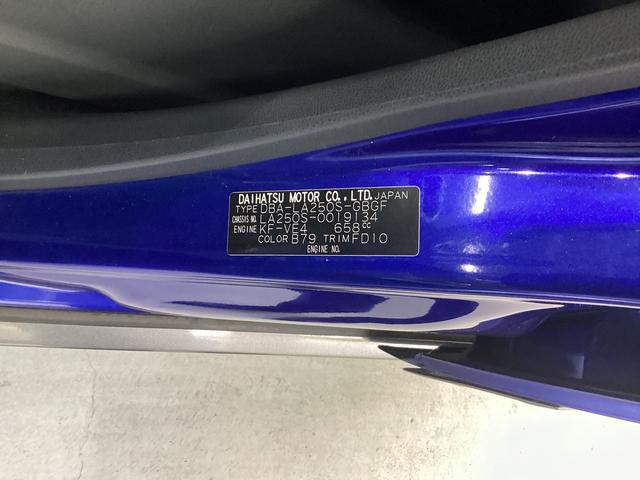 DAIHATSU MOTOR CO., LTD. JAPAN
TYPE DBA-LA250S-GBGF
CHASSIS NO. LA250S-0019134
ENGINE KF-VE4 658cc
COLOR B79 TRIM FD10
ENGINE NO.